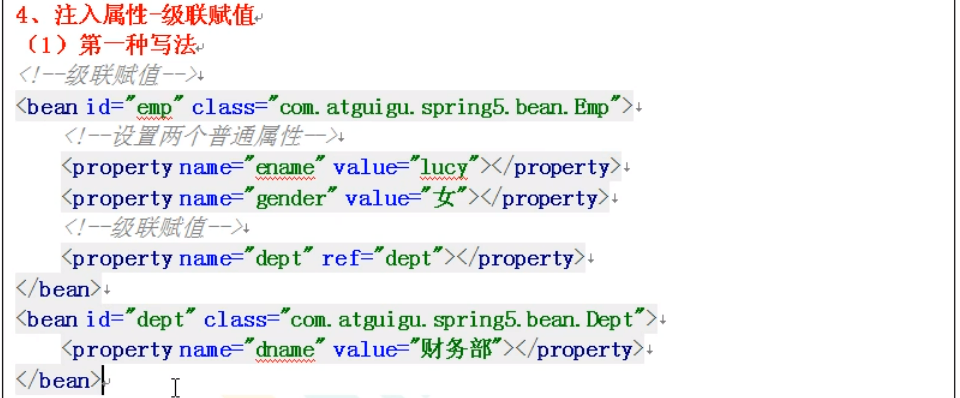 4、注入属性-级联赋值
（1）第一种写法
<!--级联赋值-->
<bean id="emp" class="com.atguigu.spring5.bean.Emp">
<!--设置两个普通属性-->
<property name="ename" value="lucy"></property>
<property name="gender" value="女"></property>
<!--级联赋值-->
<property name="dept" ref="dept"></property>
</bean>
<bean id="dept" class="com.atguigu.spring5.bean.Dept">
<property name="dname" value="财务部"></property>
</bean>